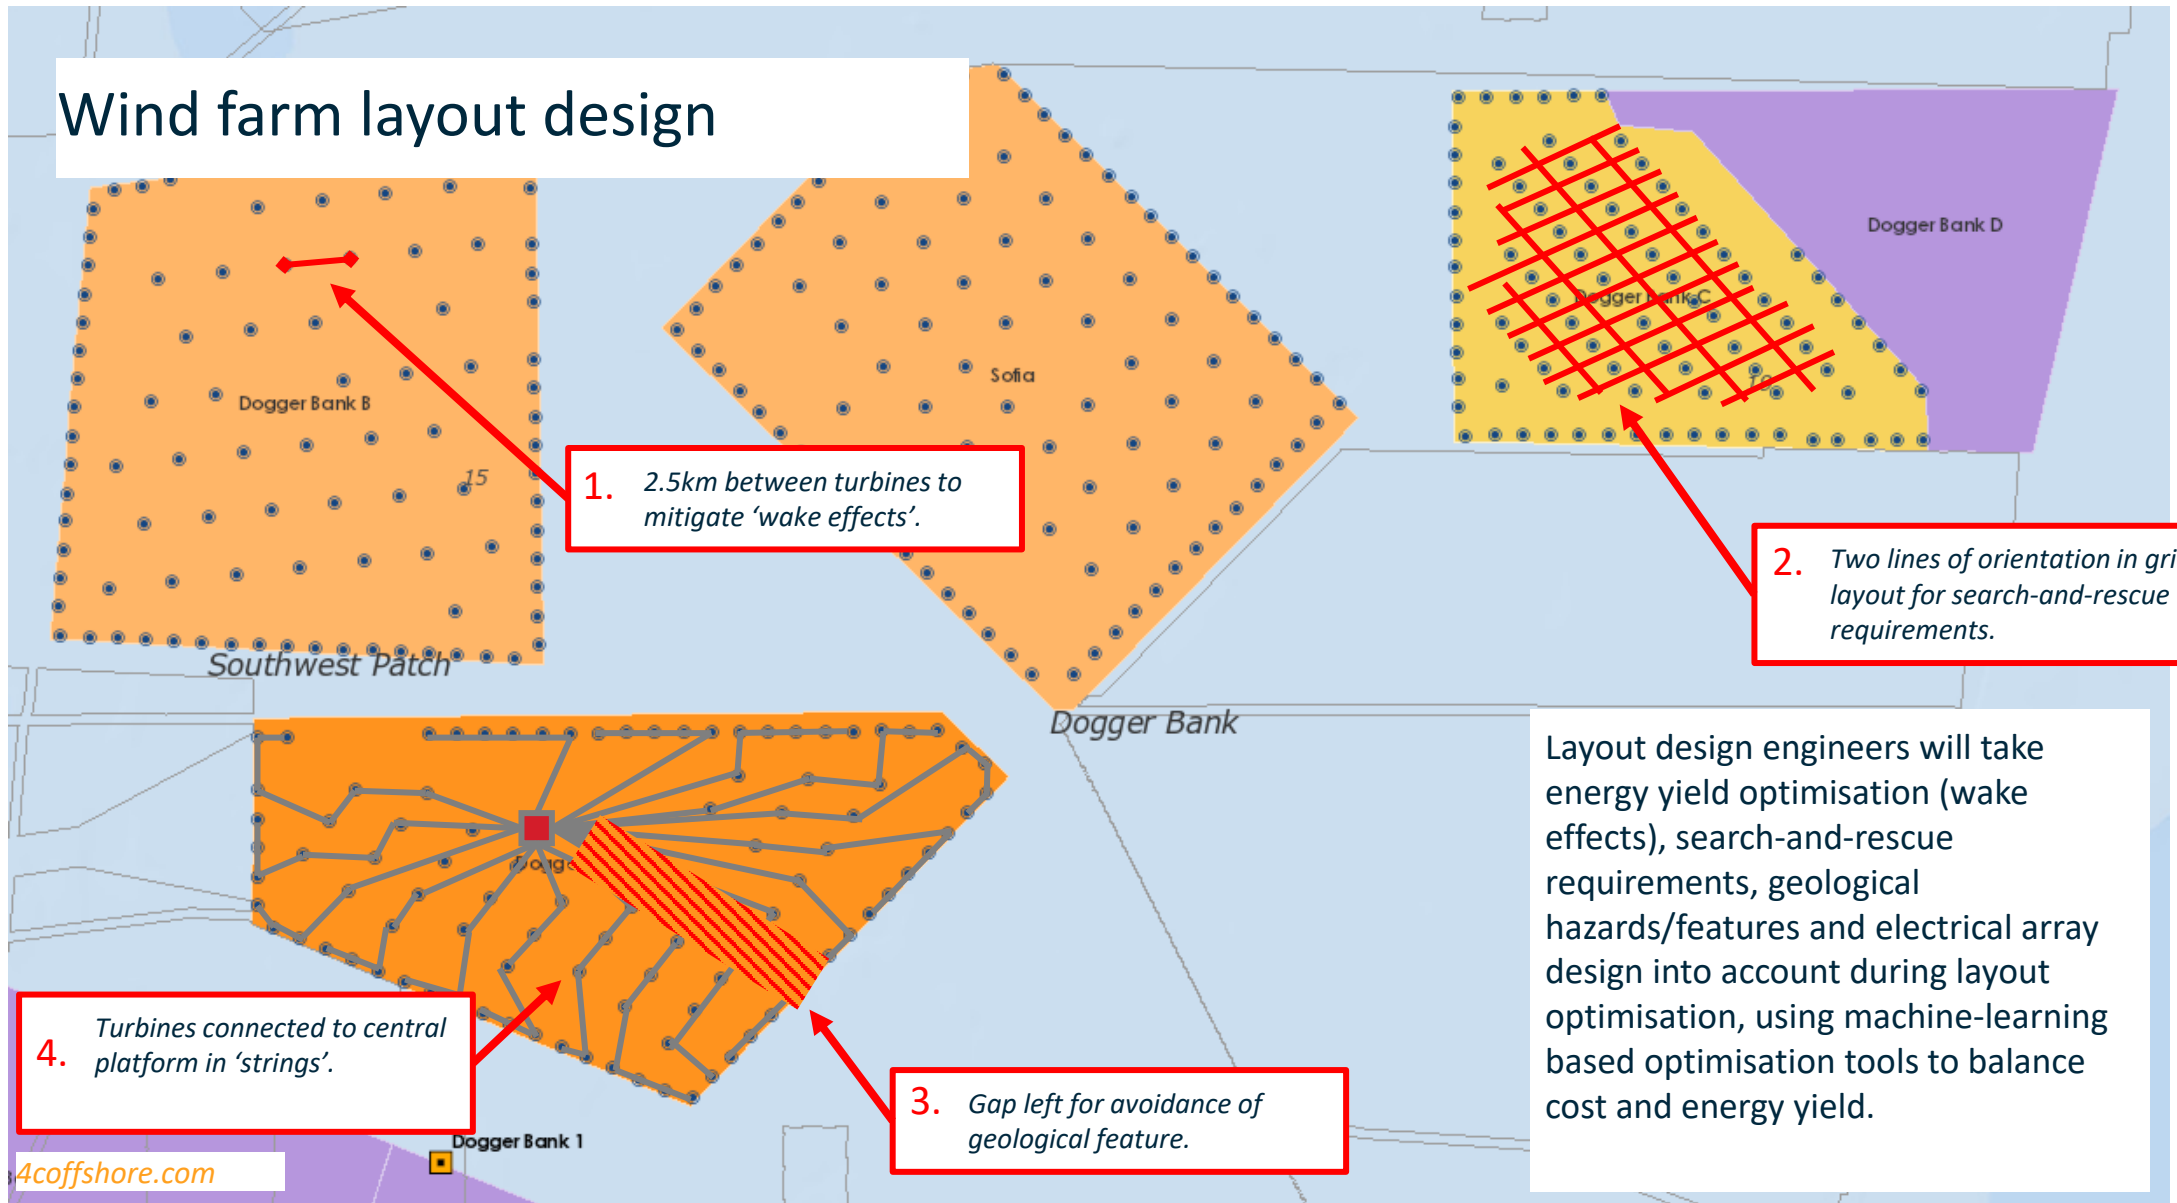 Wind farm layout design
Dogger Bank D
Dogger Bank C
Sofia
Dogger Bank B
15
1. 2.5km between turbines to
mitigate ‘wake effects’.
2. Two lines of orientation in gri
layout for search-and-rescue
requirements.
Southwest Patch
Dogger Bank
Layout design engineers will take
energy yield optimisation (wake
effects), search-and-rescue
requirements, geological
hazards/features and electrical array
design into account during layout
optimisation, using machine-learning
based optimisation tools to balance
cost and energy yield.
4. Turbines connected to central
platform in ‘strings’.
3. Gap left for avoidance of
geological feature.
Dogger Bank 1
4coffshore.com